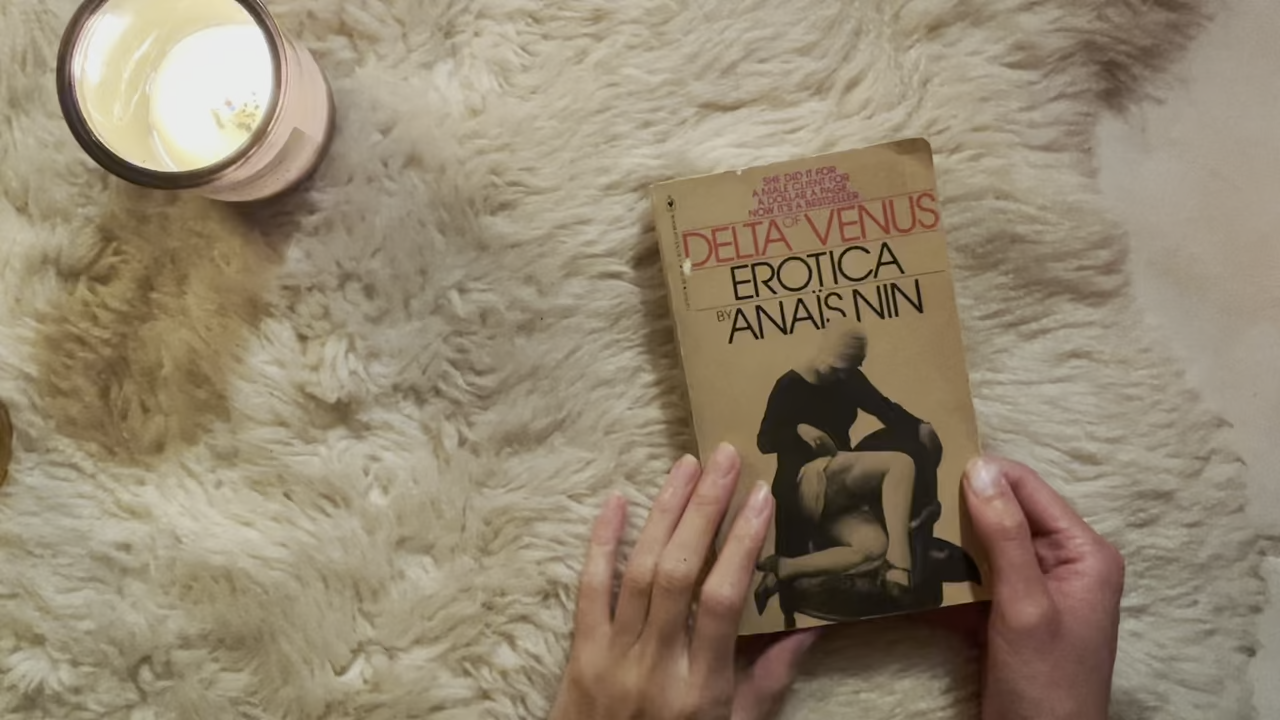 SHE DID IT FOR
A MALE CLIENT FOR
A DOLLAR A PAGE
NOW IT'S A BESTSELLER
DELTA OF VENUS
EROTICA
BY ANAÏS NIN